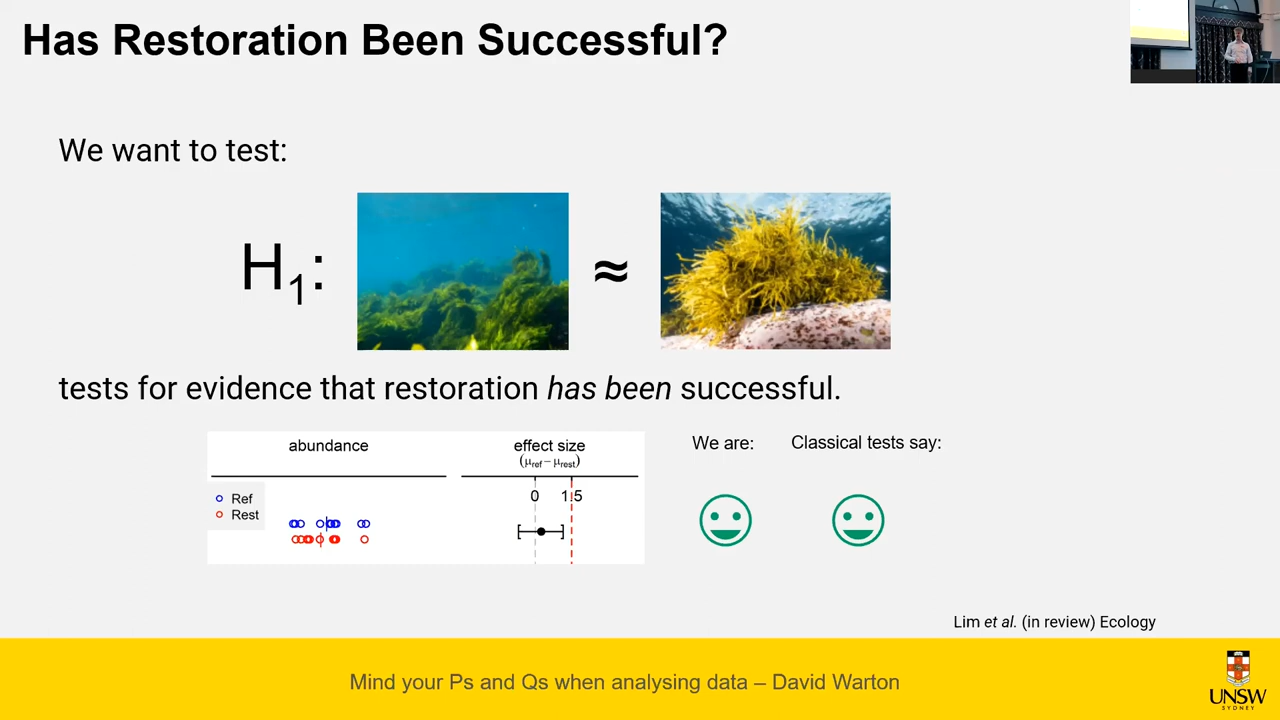 Has Restoration Been Successful?
We want to test:
H₁: ≈
tests for evidence that restoration has been successful.
abundance
effect size
(μref – μrest)
We are:
Classical tests say:
0 1.5
Ref
Rest
Lim et al. (in review) Ecology
Mind your Ps and Qs when analysing data – David Warton
UNSW
SYDNEY